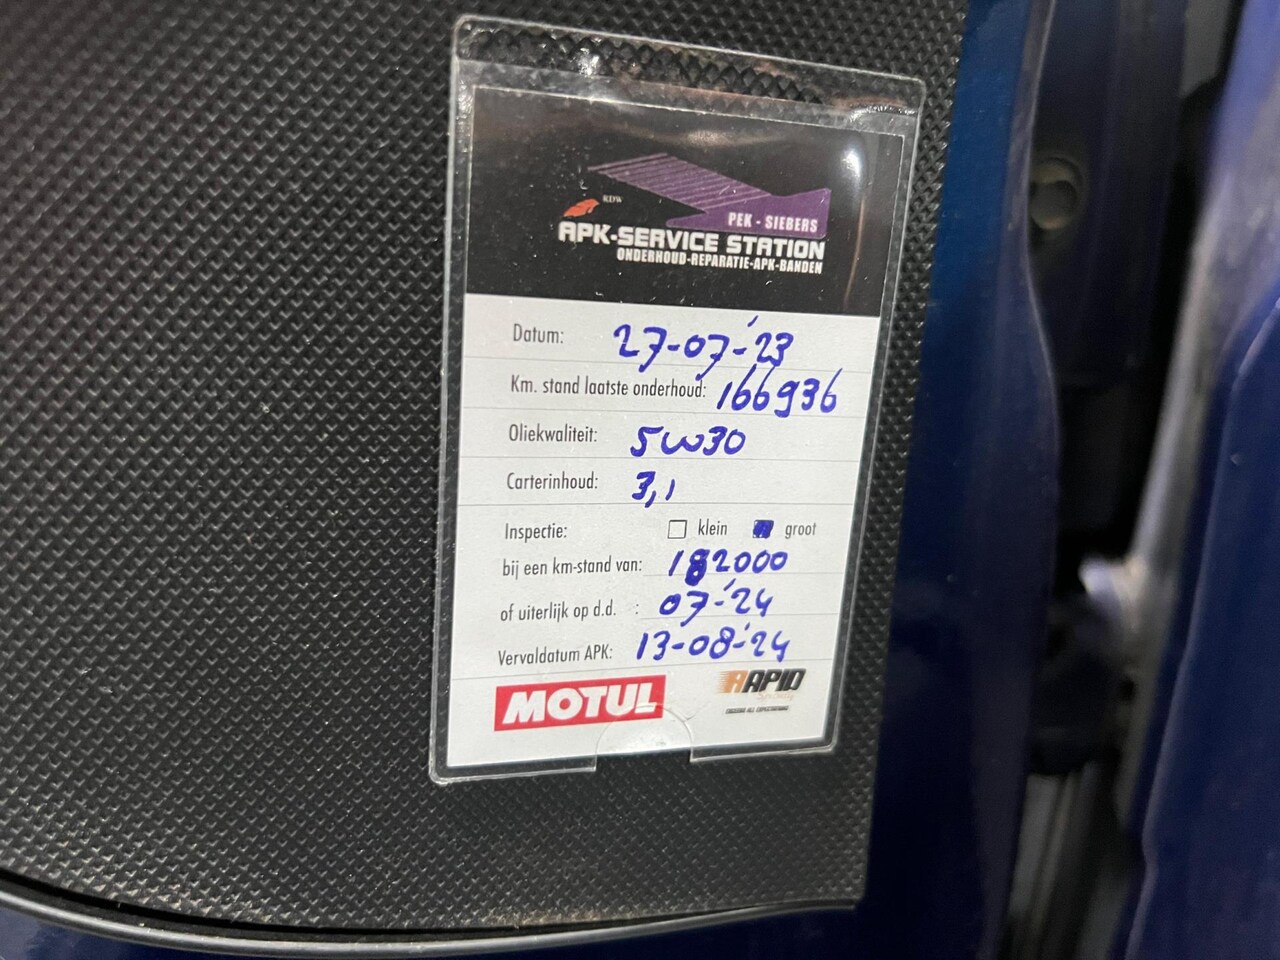 PEK - SIEBERS
APK-SERVICE STATION
ONDERHOUD-REPARATIE-APK-BANDEN
Datum: 27-07-'23
Km. stand laatste onderhoud: 166936
Oliekwaliteit: 5W30
Carterinhoud: 3,1
Inspectie: klein groot
bij een km-stand van: 182000
of uiterlijk op d.d. : 07-'24
Vervaldatum APK: 13-08-'24
MOTUL RAPID